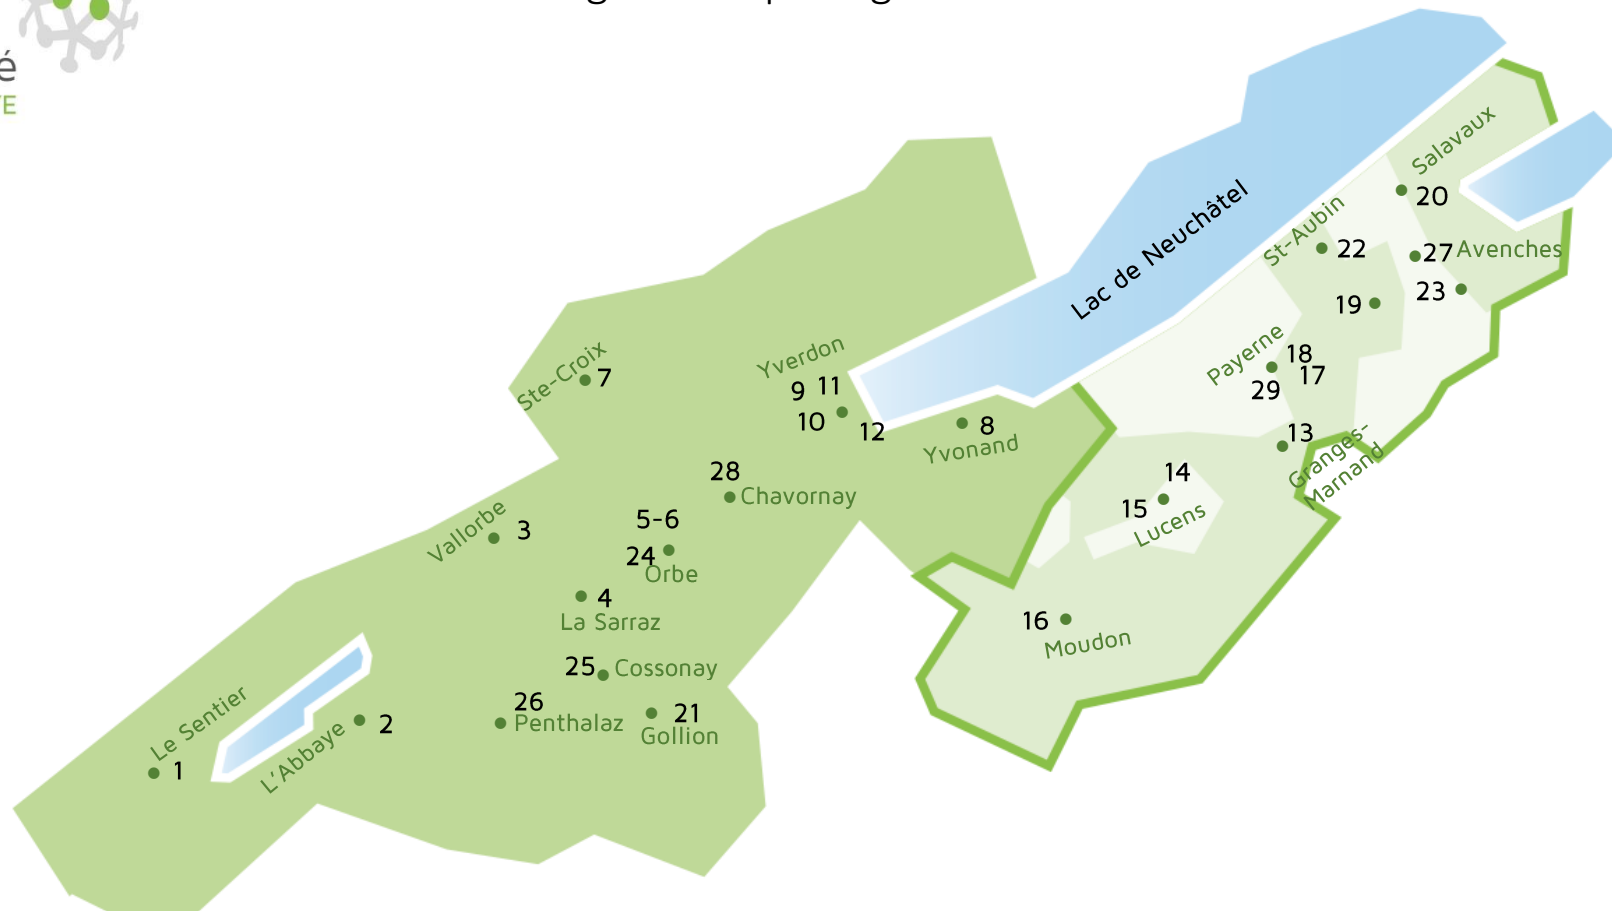 é
TE
Lac de Neuchâtel
Salavaux
20
St-Aubin
22
27 Avenches
23
19
Payerne
18
17
29
Ste-Croix
7
Yverdon
9 11
10
12
8
Yvonand
13
Granges-
Marnand
14
15
Lucens
28
Chavornay
Vallorbe
3
5-6
24
Orbe
4
La Sarraz
16
Moudon
25 Cossonay
26
Penthalaz
21
Gollion
Le Sentier
1
L'Abbaye
2